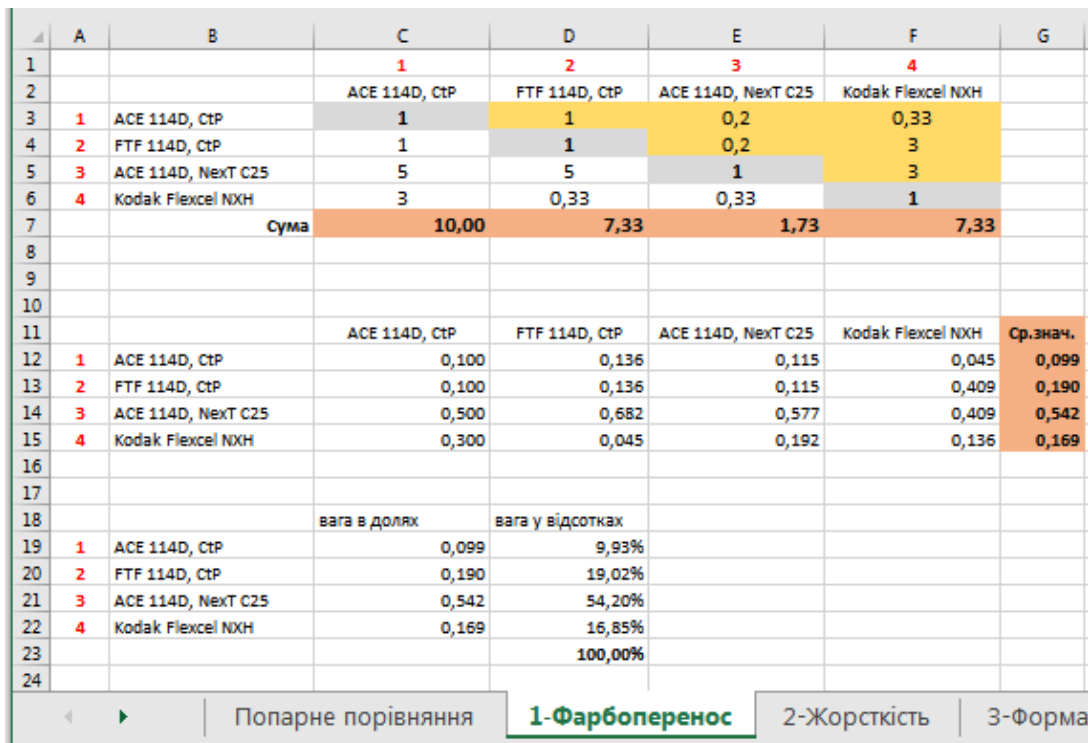 A B C D E F G
1 1 2 3 4
2 ACE 114D, CtP FTF 114D, CtP ACE 114D, NexT C25 Kodak Flexcel NXH
3 1 ACE 114D, CtP 1 1 0,2 0,33
4 2 FTF 114D, CtP 1 1 0,2 3
5 3 ACE 114D, NexT C25 5 5 1 3
6 4 Kodak Flexcel NXH 3 0,33 0,33 1
7 Сума 10,00 7,33 1,73 7,33
8
9
10
11 ACE 114D, CtP FTF 114D, CtP ACE 114D, NexT C25 Kodak Flexcel NXH Ср.знач.
12 1 ACE 114D, CtP 0,100 0,136 0,115 0,045 0,099
13 2 FTF 114D, CtP 0,100 0,136 0,115 0,409 0,190
14 3 ACE 114D, NexT C25 0,500 0,682 0,577 0,409 0,542
15 4 Kodak Flexcel NXH 0,300 0,045 0,192 0,136 0,169
16
17
18 вага в долях вага у відсотках
19 1 ACE 114D, CtP 0,099 9,93%
20 2 FTF 114D, CtP 0,190 19,02%
21 3 ACE 114D, NexT C25 0,542 54,20%
22 4 Kodak Flexcel NXH 0,169 16,85%
23 100,00%
24
Попарне порівняння 1-Фарбоперенос 2-Жорсткість 3-Форма